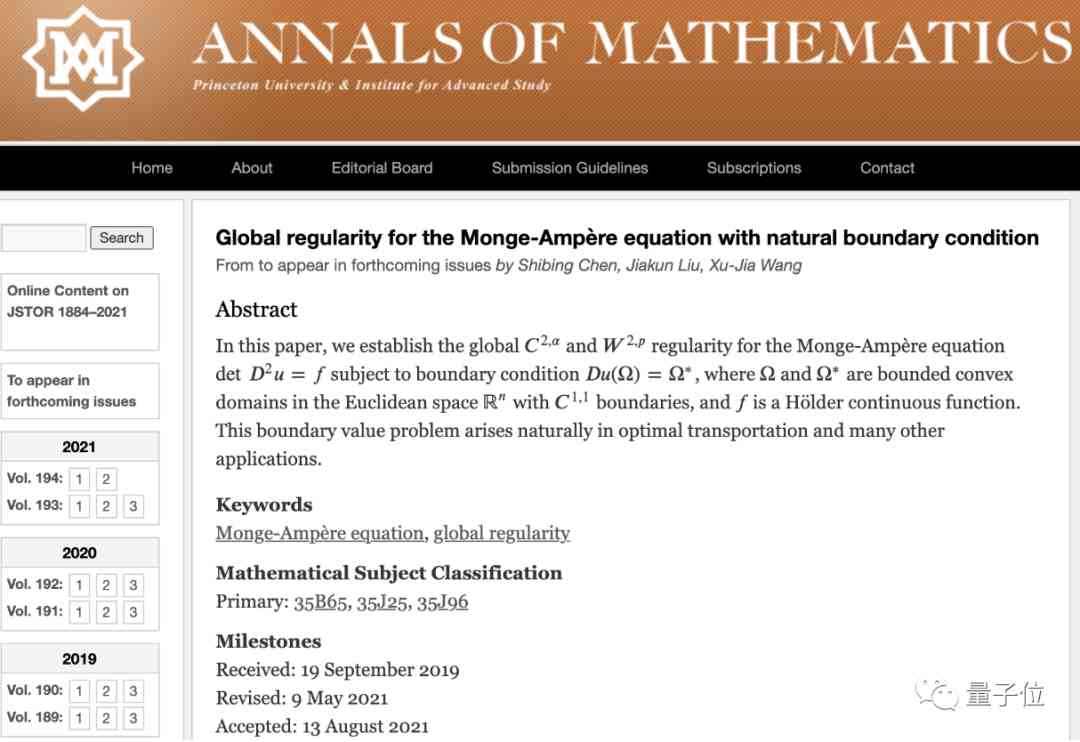 ANNALS OF MATHEMATICS
Princeton University & Institute for Advanced Study
Home About Editorial Board Submission Guidelines Subscriptions Contact
Search
Online Content on
JSTOR 1884–2021
To appear in
forthcoming issues
2021
Vol. 194: 1 2
Vol. 193: 1 2 3
2020
Vol. 192: 1 2 3
Vol. 191: 1 2 3
2019
Vol. 190: 1 2 3
Vol. 189: 1 2 3
Global regularity for the Monge-Ampère equation with natural boundary condition
From to appear in forthcoming issues by Shibing Chen, Jiakun Liu, Xu-Jia Wang
Abstract
In this paper, we establish the global C^{2,α} and W^{2,p} regularity for the Monge-Ampère equation
det D²u = f subject to boundary condition Du(Ω) = Ω*, where Ω and Ω* are bounded convex
domains in the Euclidean space ℝⁿ with C^{1,1} boundaries, and f is a Hölder continuous function.
This boundary value problem arises naturally in optimal transportation and many other
applications.
Keywords
Monge-Ampère equation, global regularity
Mathematical Subject Classification
Primary: 35B65, 35J25, 35J96
Milestones
Received: 19 September 2019
Revised: 9 May 2021
Accepted: 13 August 2021
量子位